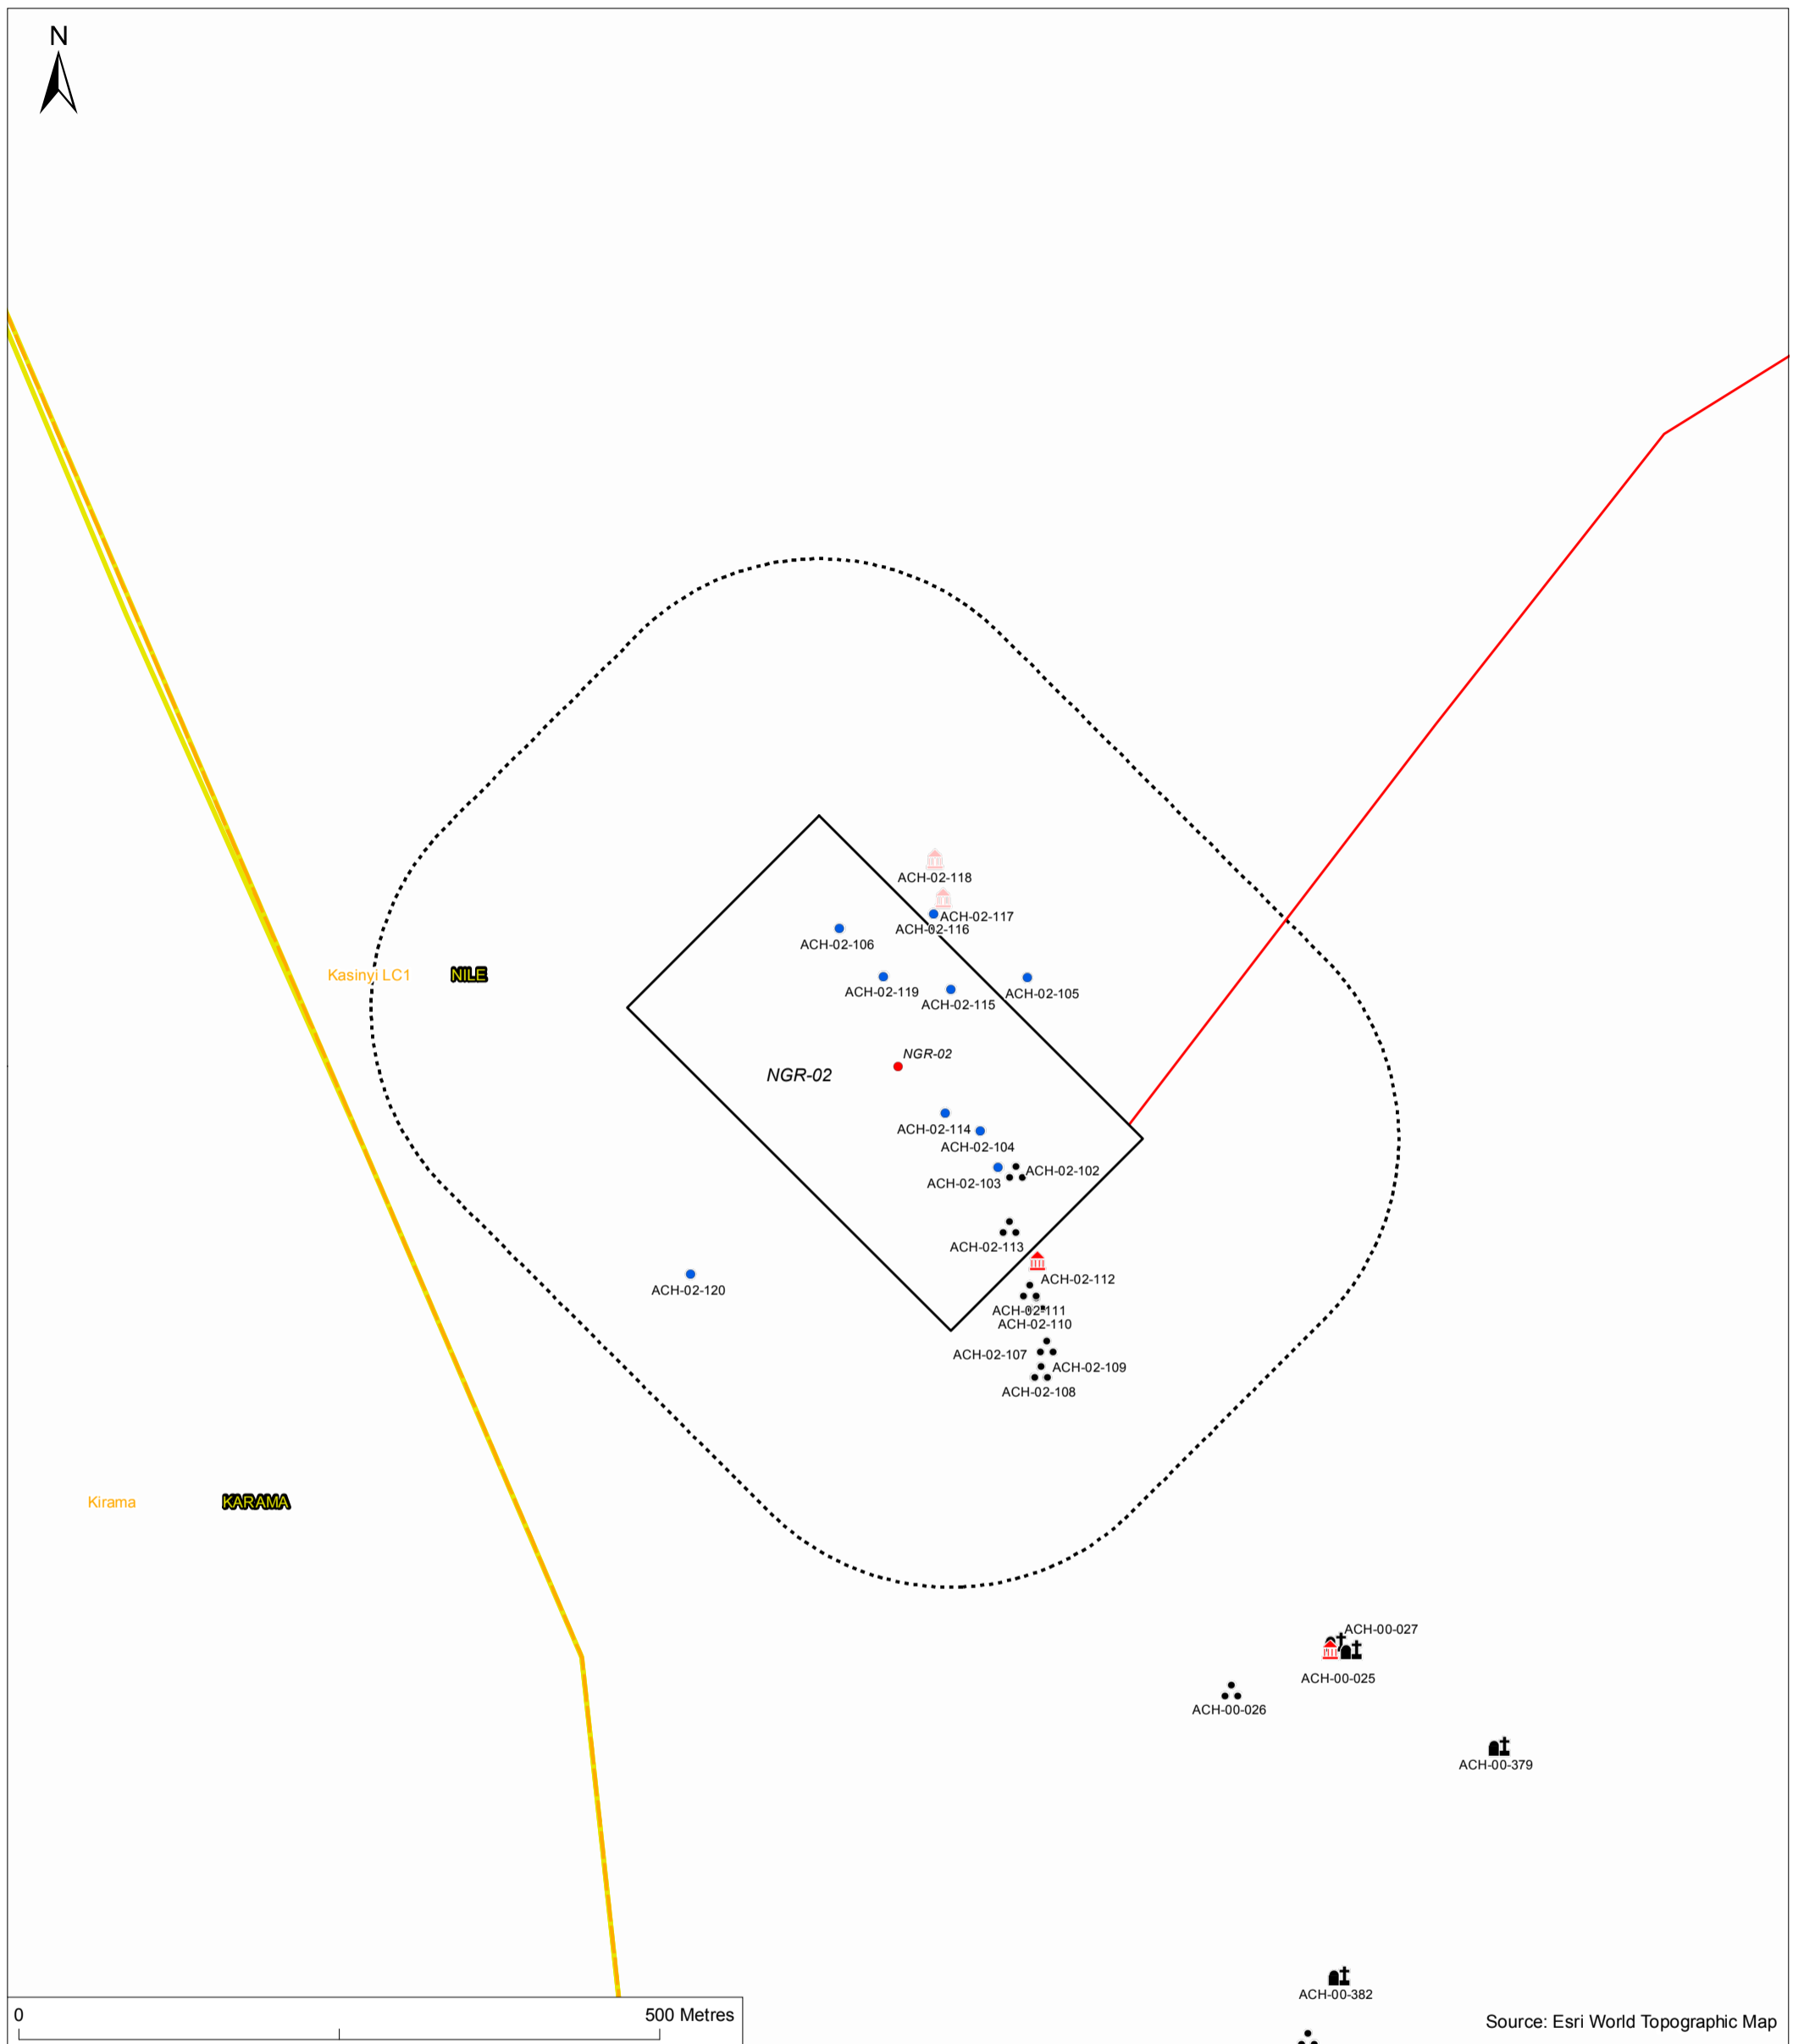 N
ACH-02-118
ACH-02-117
ACH-02-116
ACH-02-106
Kasinyi LC1
NILE
ACH-02-119
ACH-02-105
ACH-02-115
NGR-02
NGR-02
ACH-02-114
ACH-02-104
ACH-02-102
ACH-02-103
ACH-02-113
ACH-02-112
ACH-02-120
ACH-02-111
ACH-02-110
ACH-02-107
ACH-02-109
ACH-02-108
Kirama
KARAMA
ACH-00-027
ACH-00-025
ACH-00-026
ACH-00-379
ACH-00-382
0
500 Metres
Source: Esri World Topographic Map